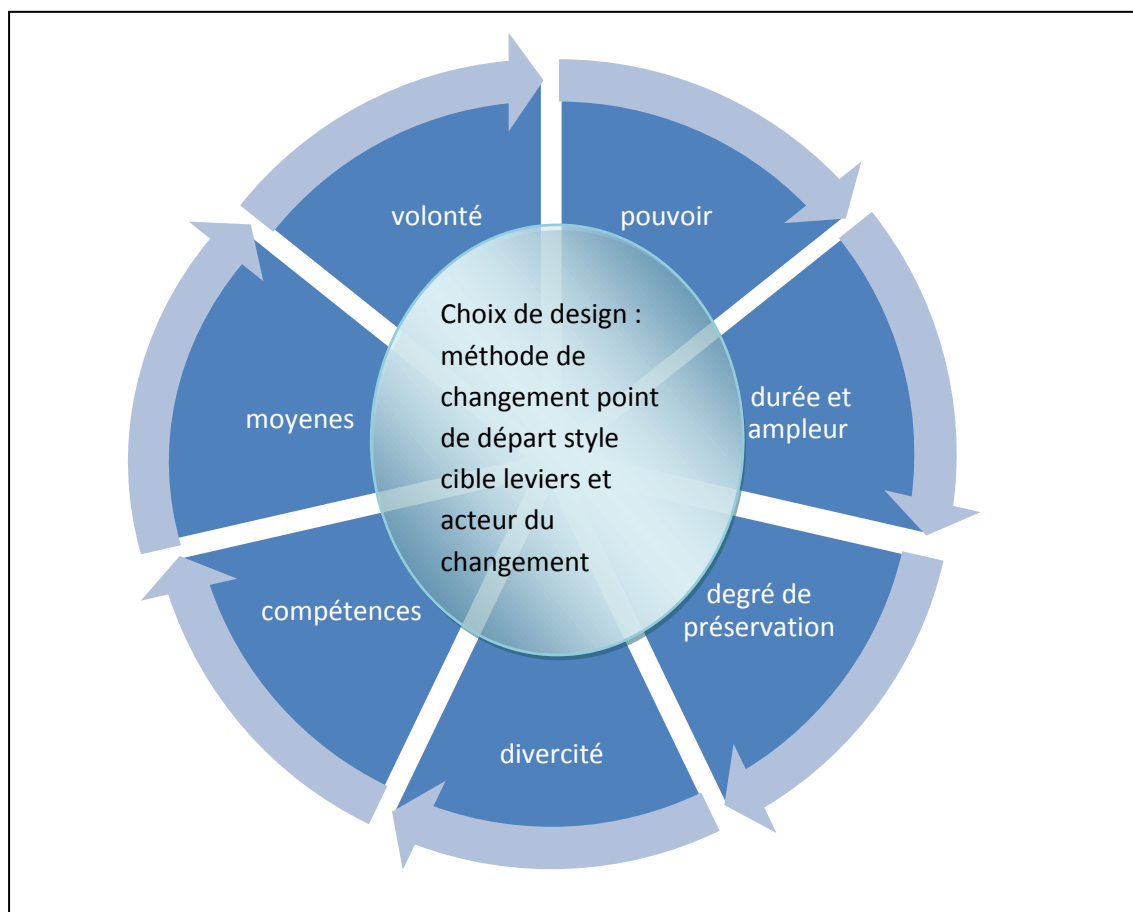 volonté
pouvoir
Choix de design :
méthode de
changement point
de départ style
cible leviers et
acteur du
changement
durée et
ampleur
degré de
préservation
divercité
compétences
moyenes